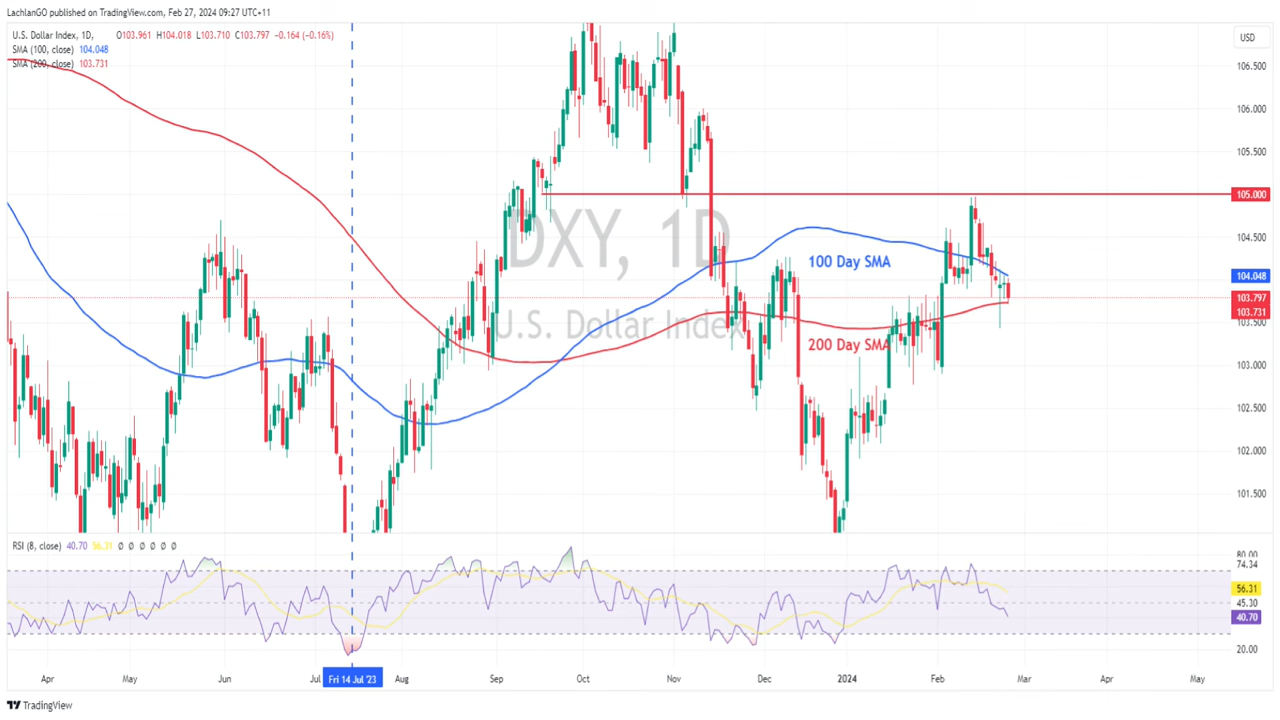 LachlanGO published on TradingView.com, Feb 27, 2024 09:27 UTC+11
U.S. Dollar Index, 1D, O103.961 H104.018 L103.710 C103.797 −0.164 (−0.16%)
SMA (100, close) 104.048
SMA (200, close) 103.731
USD
106.500
106.000
105.500
105.000
104.500
104.048
103.797
103.731
103.500
103.000
102.500
102.000
101.500
DXY, 1D
U.S. Dollar Index
100 Day SMA
200 Day SMA
RSI (8, close) 40.70 56.31 Ø Ø Ø Ø Ø Ø
80.00
74.34
56.31
45.30
40.70
20.00
Apr May Jun Jul Fri 14 Jul '23 Aug Sep Oct Nov Dec 2024 Feb Mar Apr May
TradingView